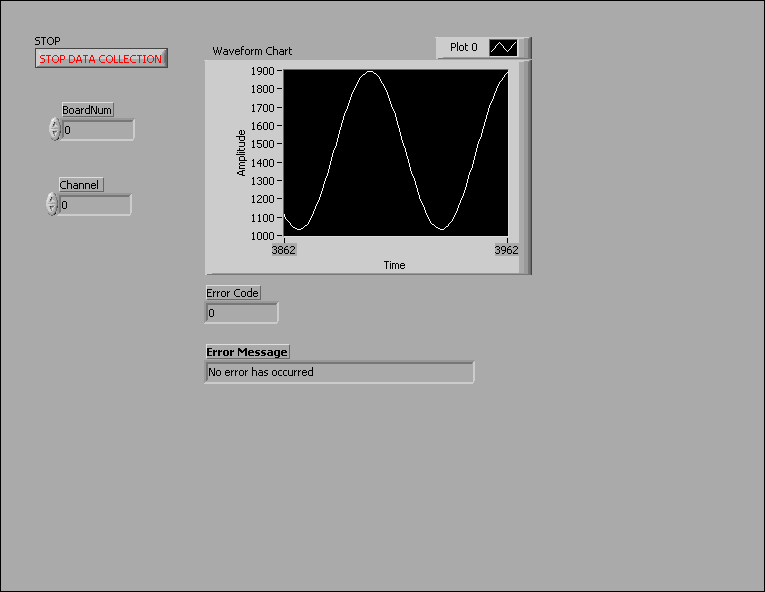 STOP
STOP DATA COLLECTION
BoardNum
0
Channel
0
Waveform Chart
Plot 0
Amplitude
1900
1800
1700
1600
1500
1400
1300
1200
1100
1000
3862
3962
Time
Error Code
0
Error Message
No error has occurred